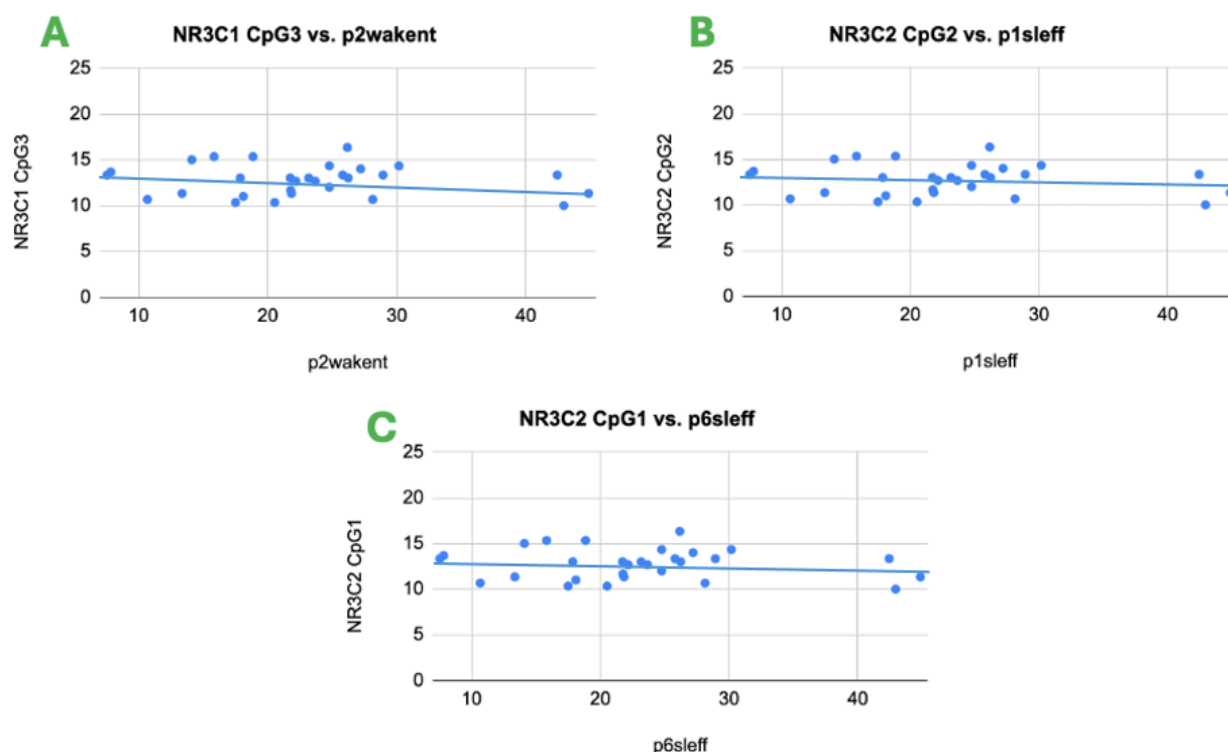 A
NR3C1 CpG3 vs. p2wakent
25
20
15
10
5
0
NR3C1 CpG3
10 20 30 40
p2wakent
B
NR3C2 CpG2 vs. p1sleff
25
20
15
10
5
0
NR3C2 CpG2
10 20 30 40
p1sleff
C
NR3C2 CpG1 vs. p6sleff
25
20
15
10
5
0
NR3C2 CpG1
10 20 30 40
p6sleff